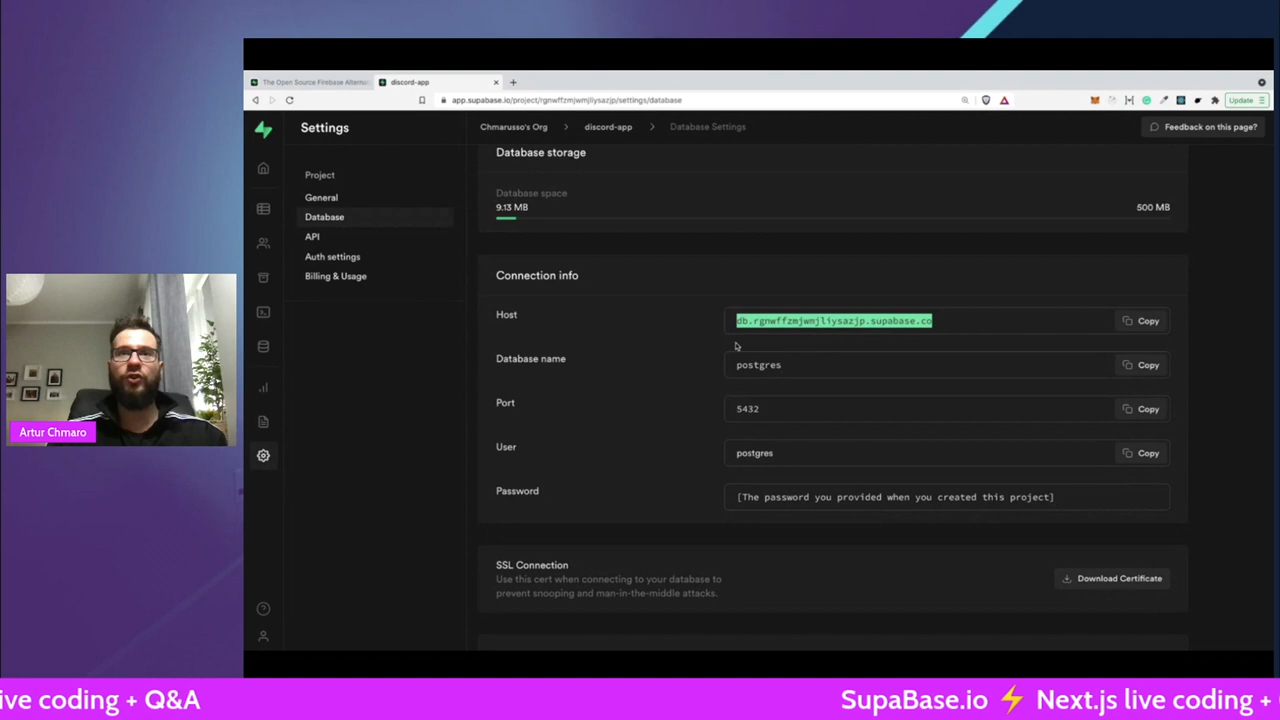 The Open Source Firebase Alterna
discord-app
app.supabase.io/project/rgnwffzmjwmjliysazjp/settings/database
Update
Settings
Chmarusso's Org > discord-app > Database Settings
Feedback on this page?
Project
General
Database
API
Auth settings
Billing & Usage
Database storage
Database space
9.13 MB
500 MB
Connection info
Host
db.rgnwffzmjwmjliysazjp.supabase.co
Copy
Database name
postgres
Copy
Port
5432
Copy
User
postgres
Copy
Password
[The password you provided when you created this project]
SSL Connection
Use this cert when connecting to your database to
prevent snooping and man-in-the-middle attacks.
Download Certificate
Artur Chmaro
ive coding + Q&A
SupaBase.io ⚡ Next.js live coding +